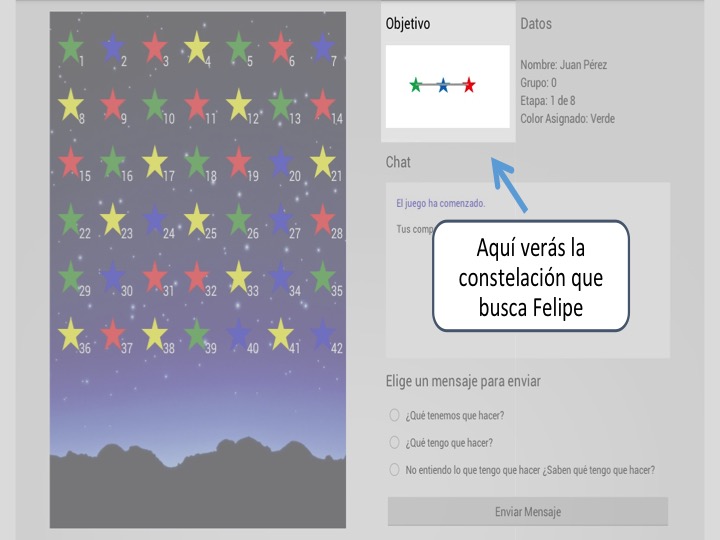 1 2 3 4 5 6 7
8 9 10 11 12 13 14
15 16 17 18 19 20 21
22 23 24 25 26 27 28
29 30 31 32 33 34 35
36 37 38 39 40 41 42
Objetivo
Datos
Nombre: Juan Pérez
Grupo: 0
Etapa: 1 de 8
Color Asignado: Verde
Chat
El juego ha comenzado.
Tus
Aquí verás la
constelación que
busca Felipe
Elige un mensaje para enviar
¿Qué tenemos que hacer?
¿Qué tengo que hacer?
No entiendo lo que tengo que hacer ¿Saben qué tengo que hacer?
Enviar Mensaje